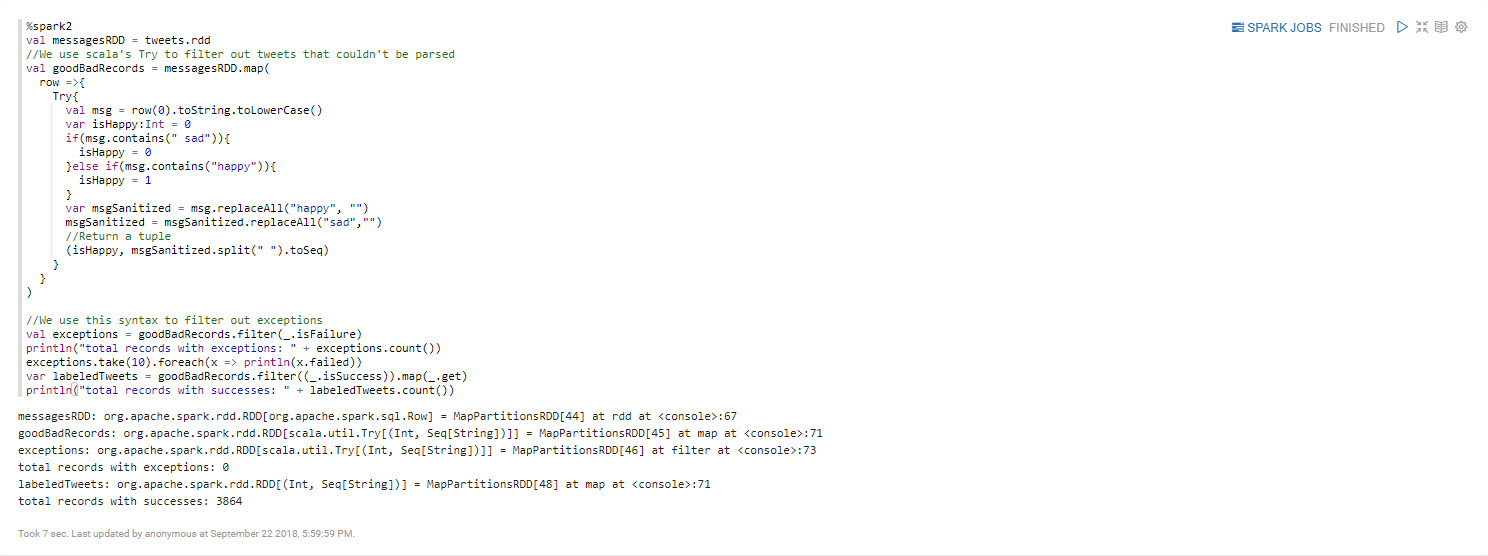 %spark2
SPARK JOBS FINISHED
val messagesRDD = tweets.rdd
//We use scala's Try to filter out tweets that couldn't be parsed
val goodBadRecords = messagesRDD.map(
  row =>{
    Try{
      val msg = row(0).toString.toLowerCase()
      var isHappy:Int = 0
      if(msg.contains(" sad")){
        isHappy = 0
      }else if(msg.contains("happy")){
        isHappy = 1
      }
      var msgSanitized = msg.replaceAll("happy", "")
      msgSanitized = msgSanitized.replaceAll("sad","")
      //Return a tuple
      (isHappy, msgSanitized.split(" ").toSeq)
    }
  }
)
//We use this syntax to filter out exceptions
val exceptions = goodBadRecords.filter(_.isFailure)
println("total records with exceptions: " + exceptions.count())
exceptions.take(10).foreach(x => println(x.failed))
var labeledTweets = goodBadRecords.filter((_.isSuccess)).map(_.get)
println("total records with successes: " + labeledTweets.count())
messagesRDD: org.apache.spark.rdd.RDD[org.apache.spark.sql.Row] = MapPartitionsRDD[44] at rdd at <console>:67
goodBadRecords: org.apache.spark.rdd.RDD[scala.util.Try[(Int, Seq[String])]] = MapPartitionsRDD[45] at map at <console>:71
exceptions: org.apache.spark.rdd.RDD[scala.util.Try[(Int, Seq[String])]] = MapPartitionsRDD[46] at filter at <console>:73
total records with exceptions: 0
labeledTweets: org.apache.spark.rdd.RDD[(Int, Seq[String])] = MapPartitionsRDD[48] at map at <console>:71
total records with successes: 3864
Took 7 sec. Last updated by anonymous at September 22 2018, 5:59:59 PM.